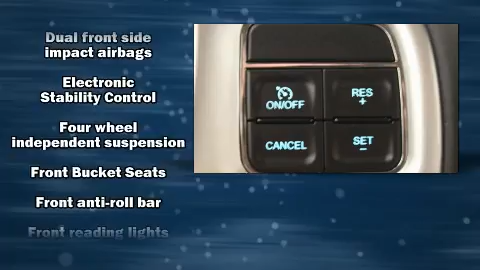 Dual front side
impact airbags
Electronic
Stability Control
Four wheel
independent suspension
Front Bucket Seats
Front anti-roll bar
Front reading lights
ON/OFF
RES
+
CANCEL
SET
-